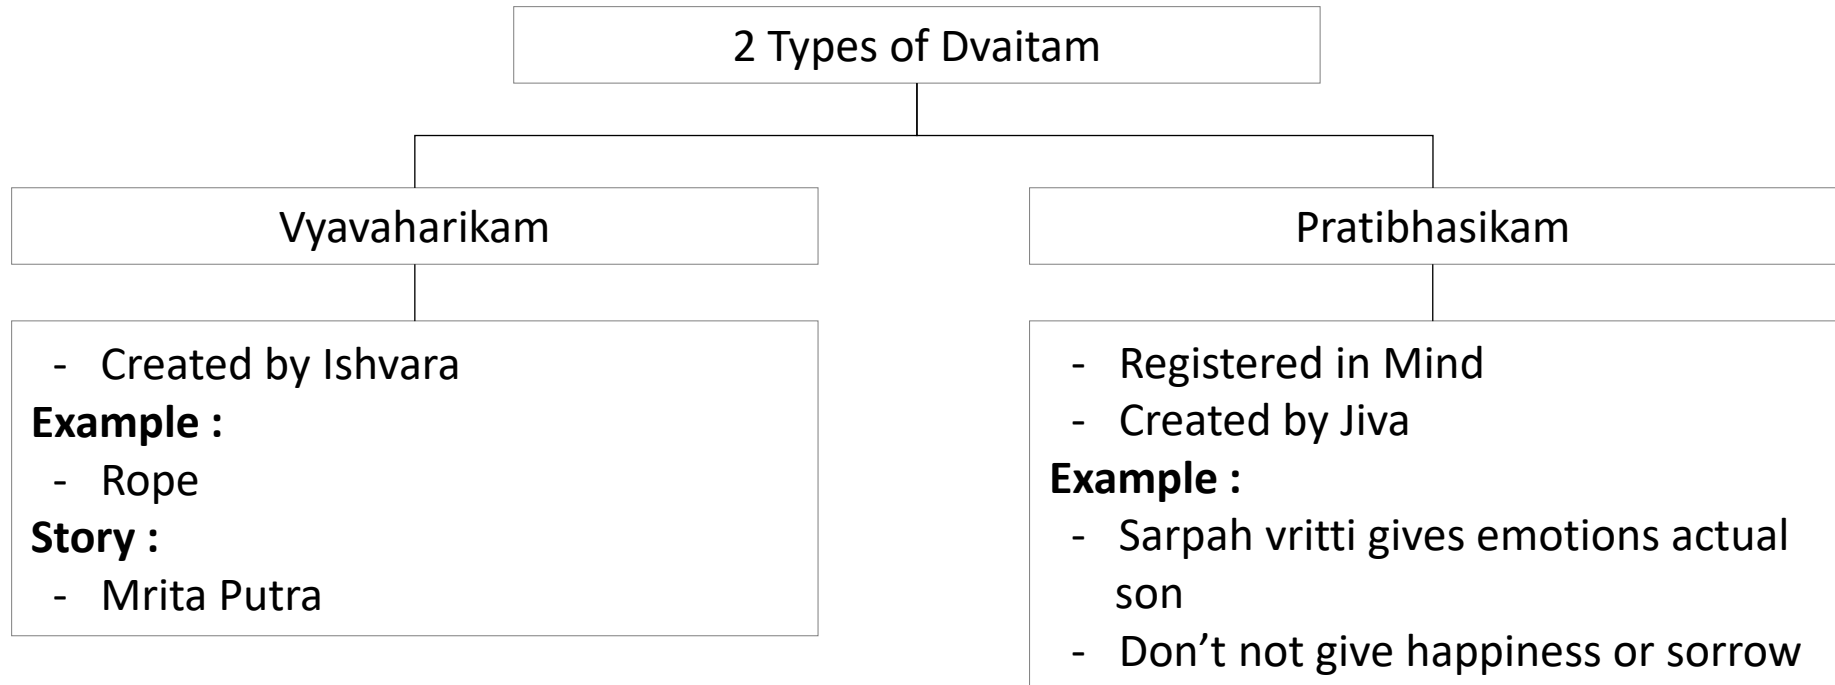 2 Types of Dvaitam
Vyavaharikam
- Created by Ishvara
Example :
- Rope
Story :
- Mrita Putra
Pratibhasikam
- Registered in Mind
- Created by Jiva
Example :
- Sarpah vritti gives emotions actual
son
- Don’t not give happiness or sorrow